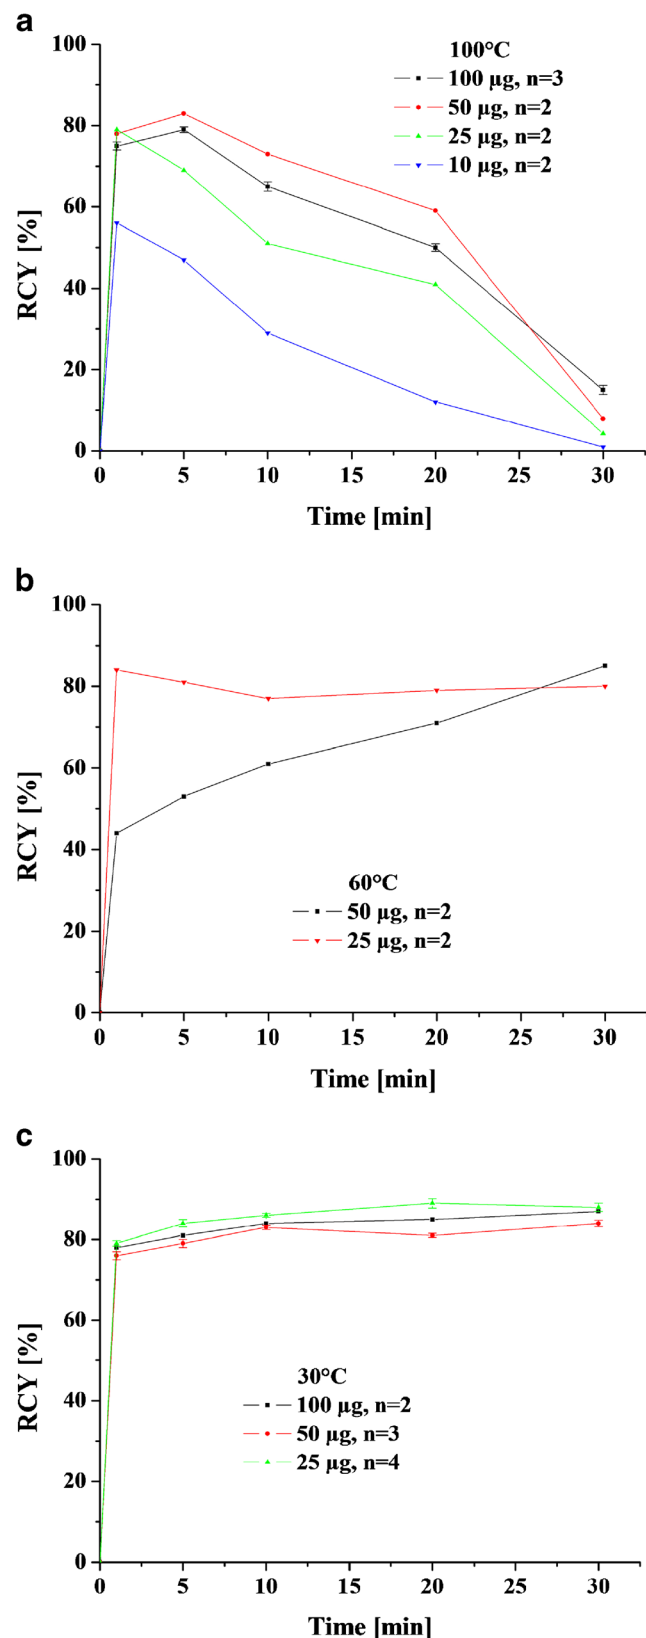 a
100
80
60
40
20
0
RCY [%]
100°C
100 µg, n=3
50 µg, n=2
25 µg, n=2
10 µg, n=2
0 5 10 15 20 25 30
Time [min]
b
100
80
60
40
20
0
RCY [%]
60°C
50 µg, n=2
25 µg, n=2
0 5 10 15 20 25 30
Time [min]
c
100
80
60
40
20
0
RCY [%]
30°C
100 µg, n=2
50 µg, n=3
25 µg, n=4
0 5 10 15 20 25 30
Time [min]